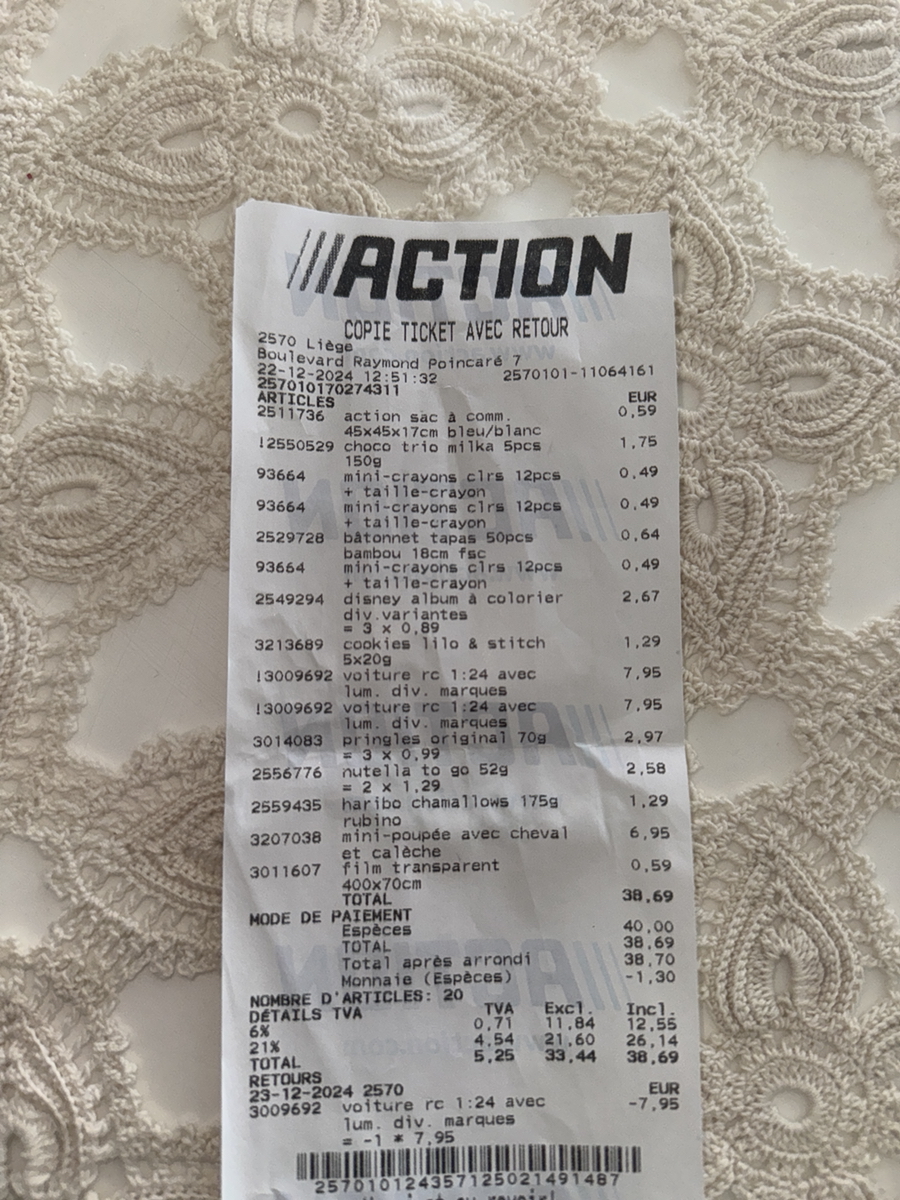 ACTION
COPIE TICKET AVEC RETOUR
2570 Liège
Boulevard Raymond Poincaré 7
22-12-2024 12:51:32 2570101-11064161
257010170274311
ARTICLES EUR
2511736 action sac à comm. 0,59
45x45x17cm bleu/blanc
!2550529 choco trio milka 5pcs 1,75
150g
93664 mini-crayons clrs 12pcs 0,49
+ taille-crayon
93664 mini-crayons clrs 12pcs 0,49
+ taille-crayon
2529728 bâtonnet tapas 50pcs 0,64
bambou 18cm fsc
93664 mini-crayons clrs 12pcs 0,49
+ taille-crayon
2549294 disney album à colorier 2,67
div.variantes
= 3 x 0,89
3213689 cookies lilo & stitch 1,29
5x20g
!3009692 voiture rc 1:24 avec 7,95
lum. div. marques
!3009692 voiture rc 1:24 avec 7,95
lum. div. marques
3014083 pringles original 70g 2,97
= 3 x 0,99
2556776 nutella to go 52g 2,58
= 2 x 1,29
2559435 haribo chamallows 175g 1,29
rubino
3207038 mini-poupée avec cheval 6,95
et calèche
3011607 film transparent 0,59
400x70cm
TOTAL 38,69
MODE DE PAIEMENT
Espèces 40,00
TOTAL 38,69
Total après arrondi 38,70
Monnaie (Espèces) -1,30
NOMBRE D'ARTICLES: 20
DÉTAILS TVA TVA Excl. Incl.
6% 0,71 11,84 12,55
21% 4,54 21,60 26,14
TOTAL 5,25 33,44 38,69
RETOURS
23-12-2024 2570 EUR
3009692 voiture rc 1:24 avec -7,95
lum. div. marques
= -1 * 7,95
257010124357125021491487